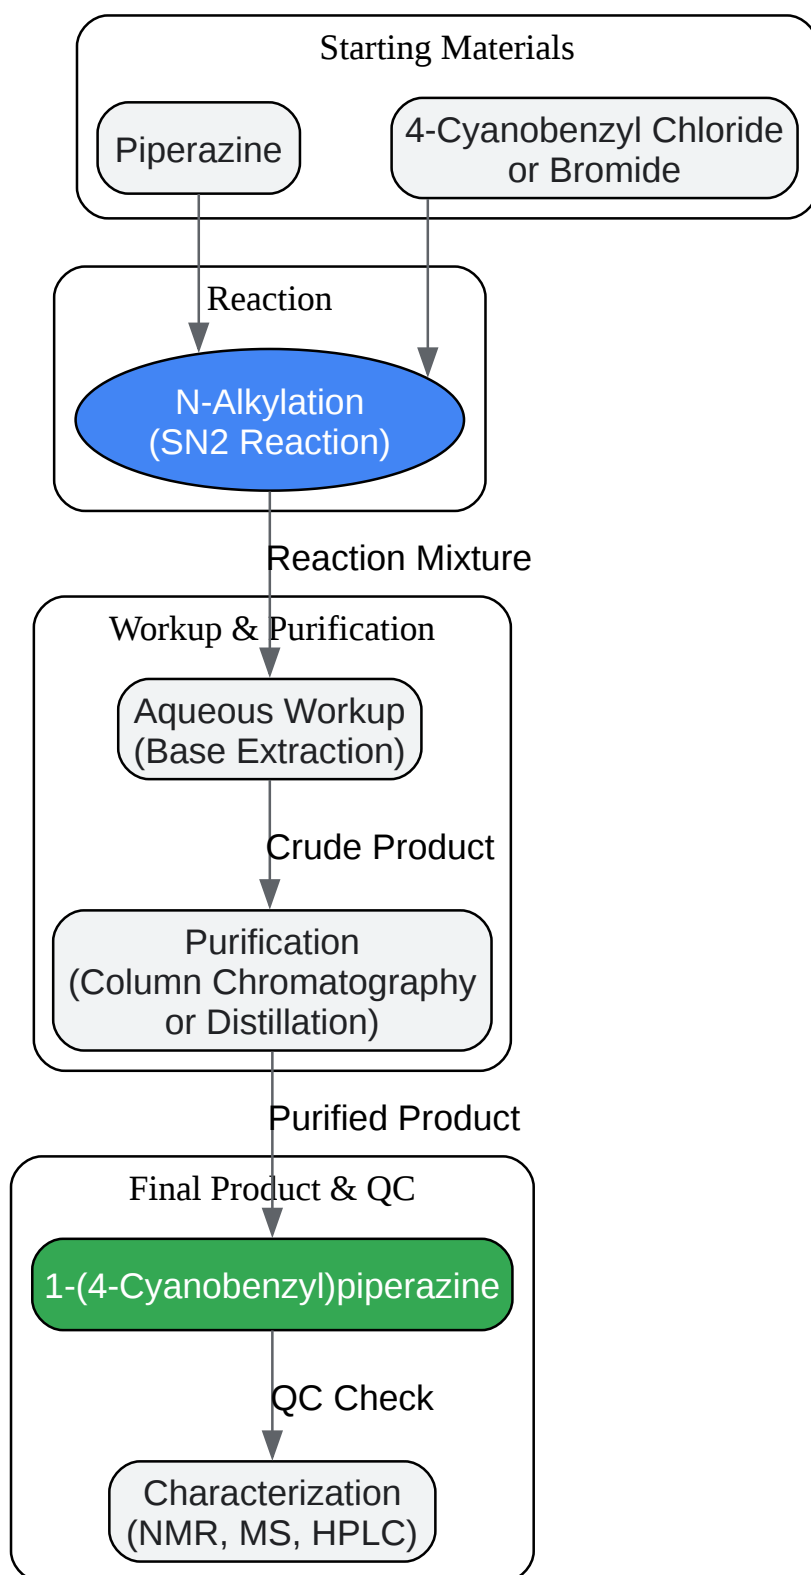 Starting Materials
Piperazine
4-Cyanobenzyl Chloride
or Bromide
Reaction
N-Alkylation
(SN2 Reaction)
Reaction Mixture
Workup & Purification
Aqueous Workup
(Base Extraction)
Crude Product
Purification
(Column Chromatography
or Distillation)
Purified Product
Final Product & QC
1-(4-Cyanobenzyl)piperazine
QC Check
Characterization
(NMR, MS, HPLC)